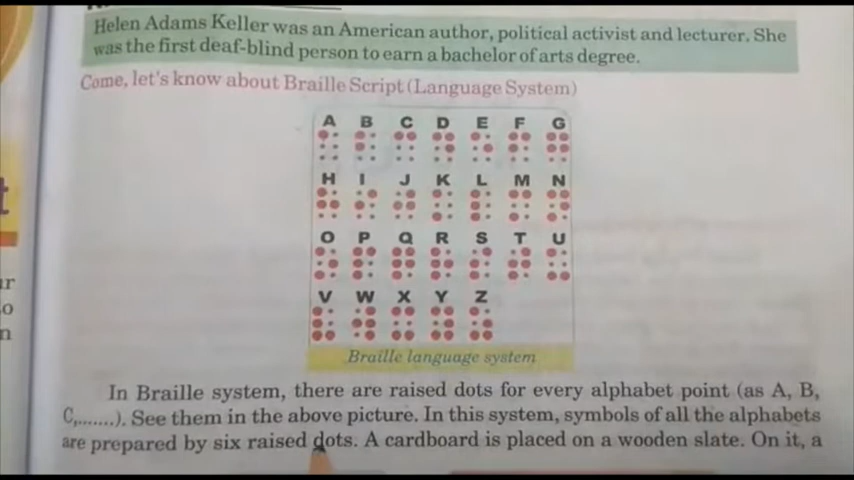 Helen Adams Keller was an American author, political activist and lecturer. She
was the first deaf-blind person to earn a bachelor of arts degree.
Come, let's know about Braille Script (Language System)
A B C D E F G
H I J K L M N
O P Q R S T U
V W X Y Z
Braille language system
In Braille system, there are raised dots for every alphabet point (as A, B,
C,.......). See them in the above picture. In this system, symbols of all the alphabets
are prepared by six raised dots. A cardboard is placed on a wooden slate. On it, a